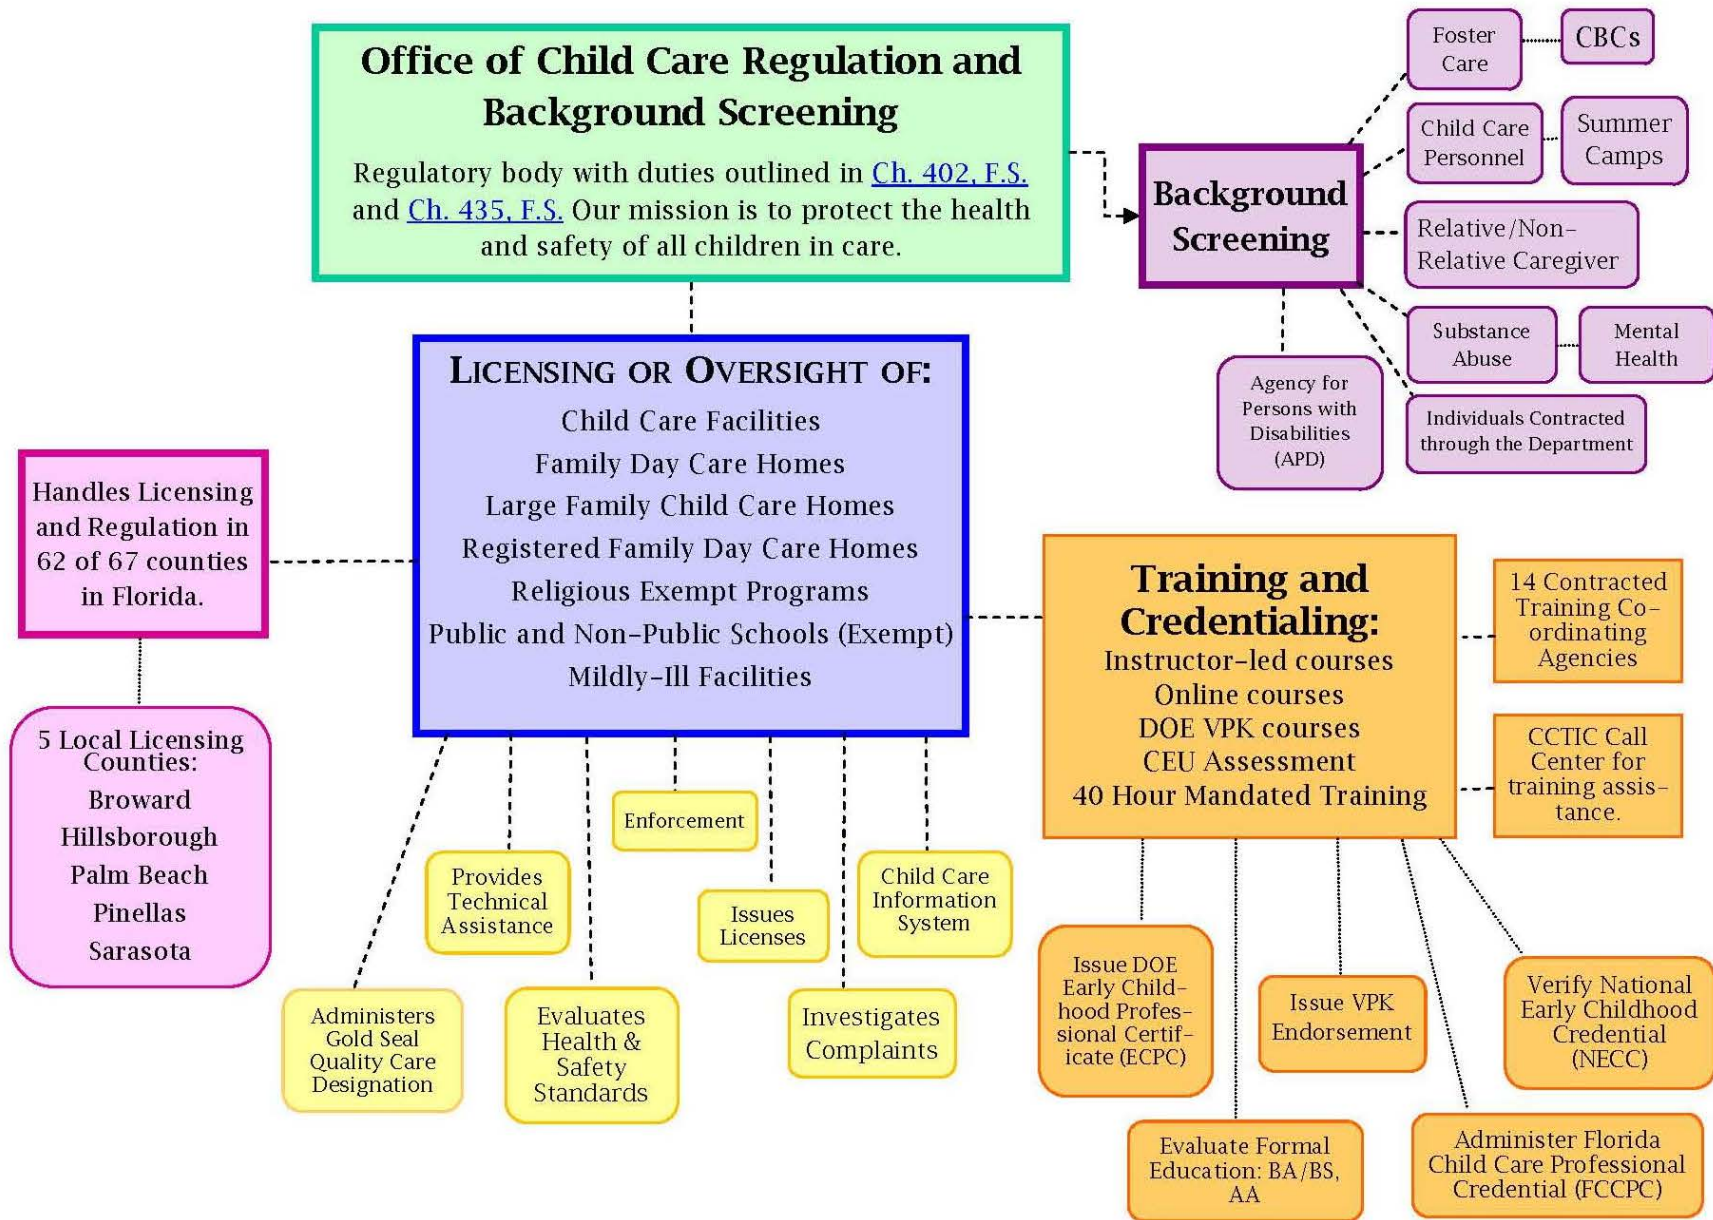 Office of Child Care Regulation and
Background Screening
Regulatory body with duties outlined in Ch. 402, F.S.
and Ch. 435, F.S. Our mission is to protect the health
and safety of all children in care.
Background
Screening
Foster
Care
CBCs
Child Care
Personnel
Summer
Camps
Relative/Non-
Relative Caregiver
Substance
Abuse
Mental
Health
Individuals Contracted
through the Department
Agency for
Persons with
Disabilities
(APD)
LICENSING OR OVERSIGHT OF:
Child Care Facilities
Family Day Care Homes
Large Family Child Care Homes
Registered Family Day Care Homes
Religious Exempt Programs
Public and Non-Public Schools (Exempt)
Mildly-Ill Facilities
Handles Licensing
and Regulation in
62 of 67 counties
in Florida.
5 Local Licensing
Counties:
Broward
Hillsborough
Palm Beach
Pinellas
Sarasota
Training and
Credentialing:
Instructor-led courses
Online courses
DOE VPK courses
CEU Assessment
40 Hour Mandated Training
14 Contracted
Training Co-
ordinating
Agencies
CCTIC Call
Center for
training assis-
tance.
Enforcement
Provides
Technical
Assistance
Issues
Licenses
Child Care
Information
System
Administers
Gold Seal
Quality Care
Designation
Evaluates
Health &
Safety
Standards
Investigates
Complaints
Issue DOE
Early Child-
hood Profes-
sional Certif-
icate (ECPC)
Issue VPK
Endorsement
Verify National
Early Childhood
Credential
(NECC)
Evaluate Formal
Education: BA/BS,
AA
Administer Florida
Child Care Professional
Credential (FCCPC)